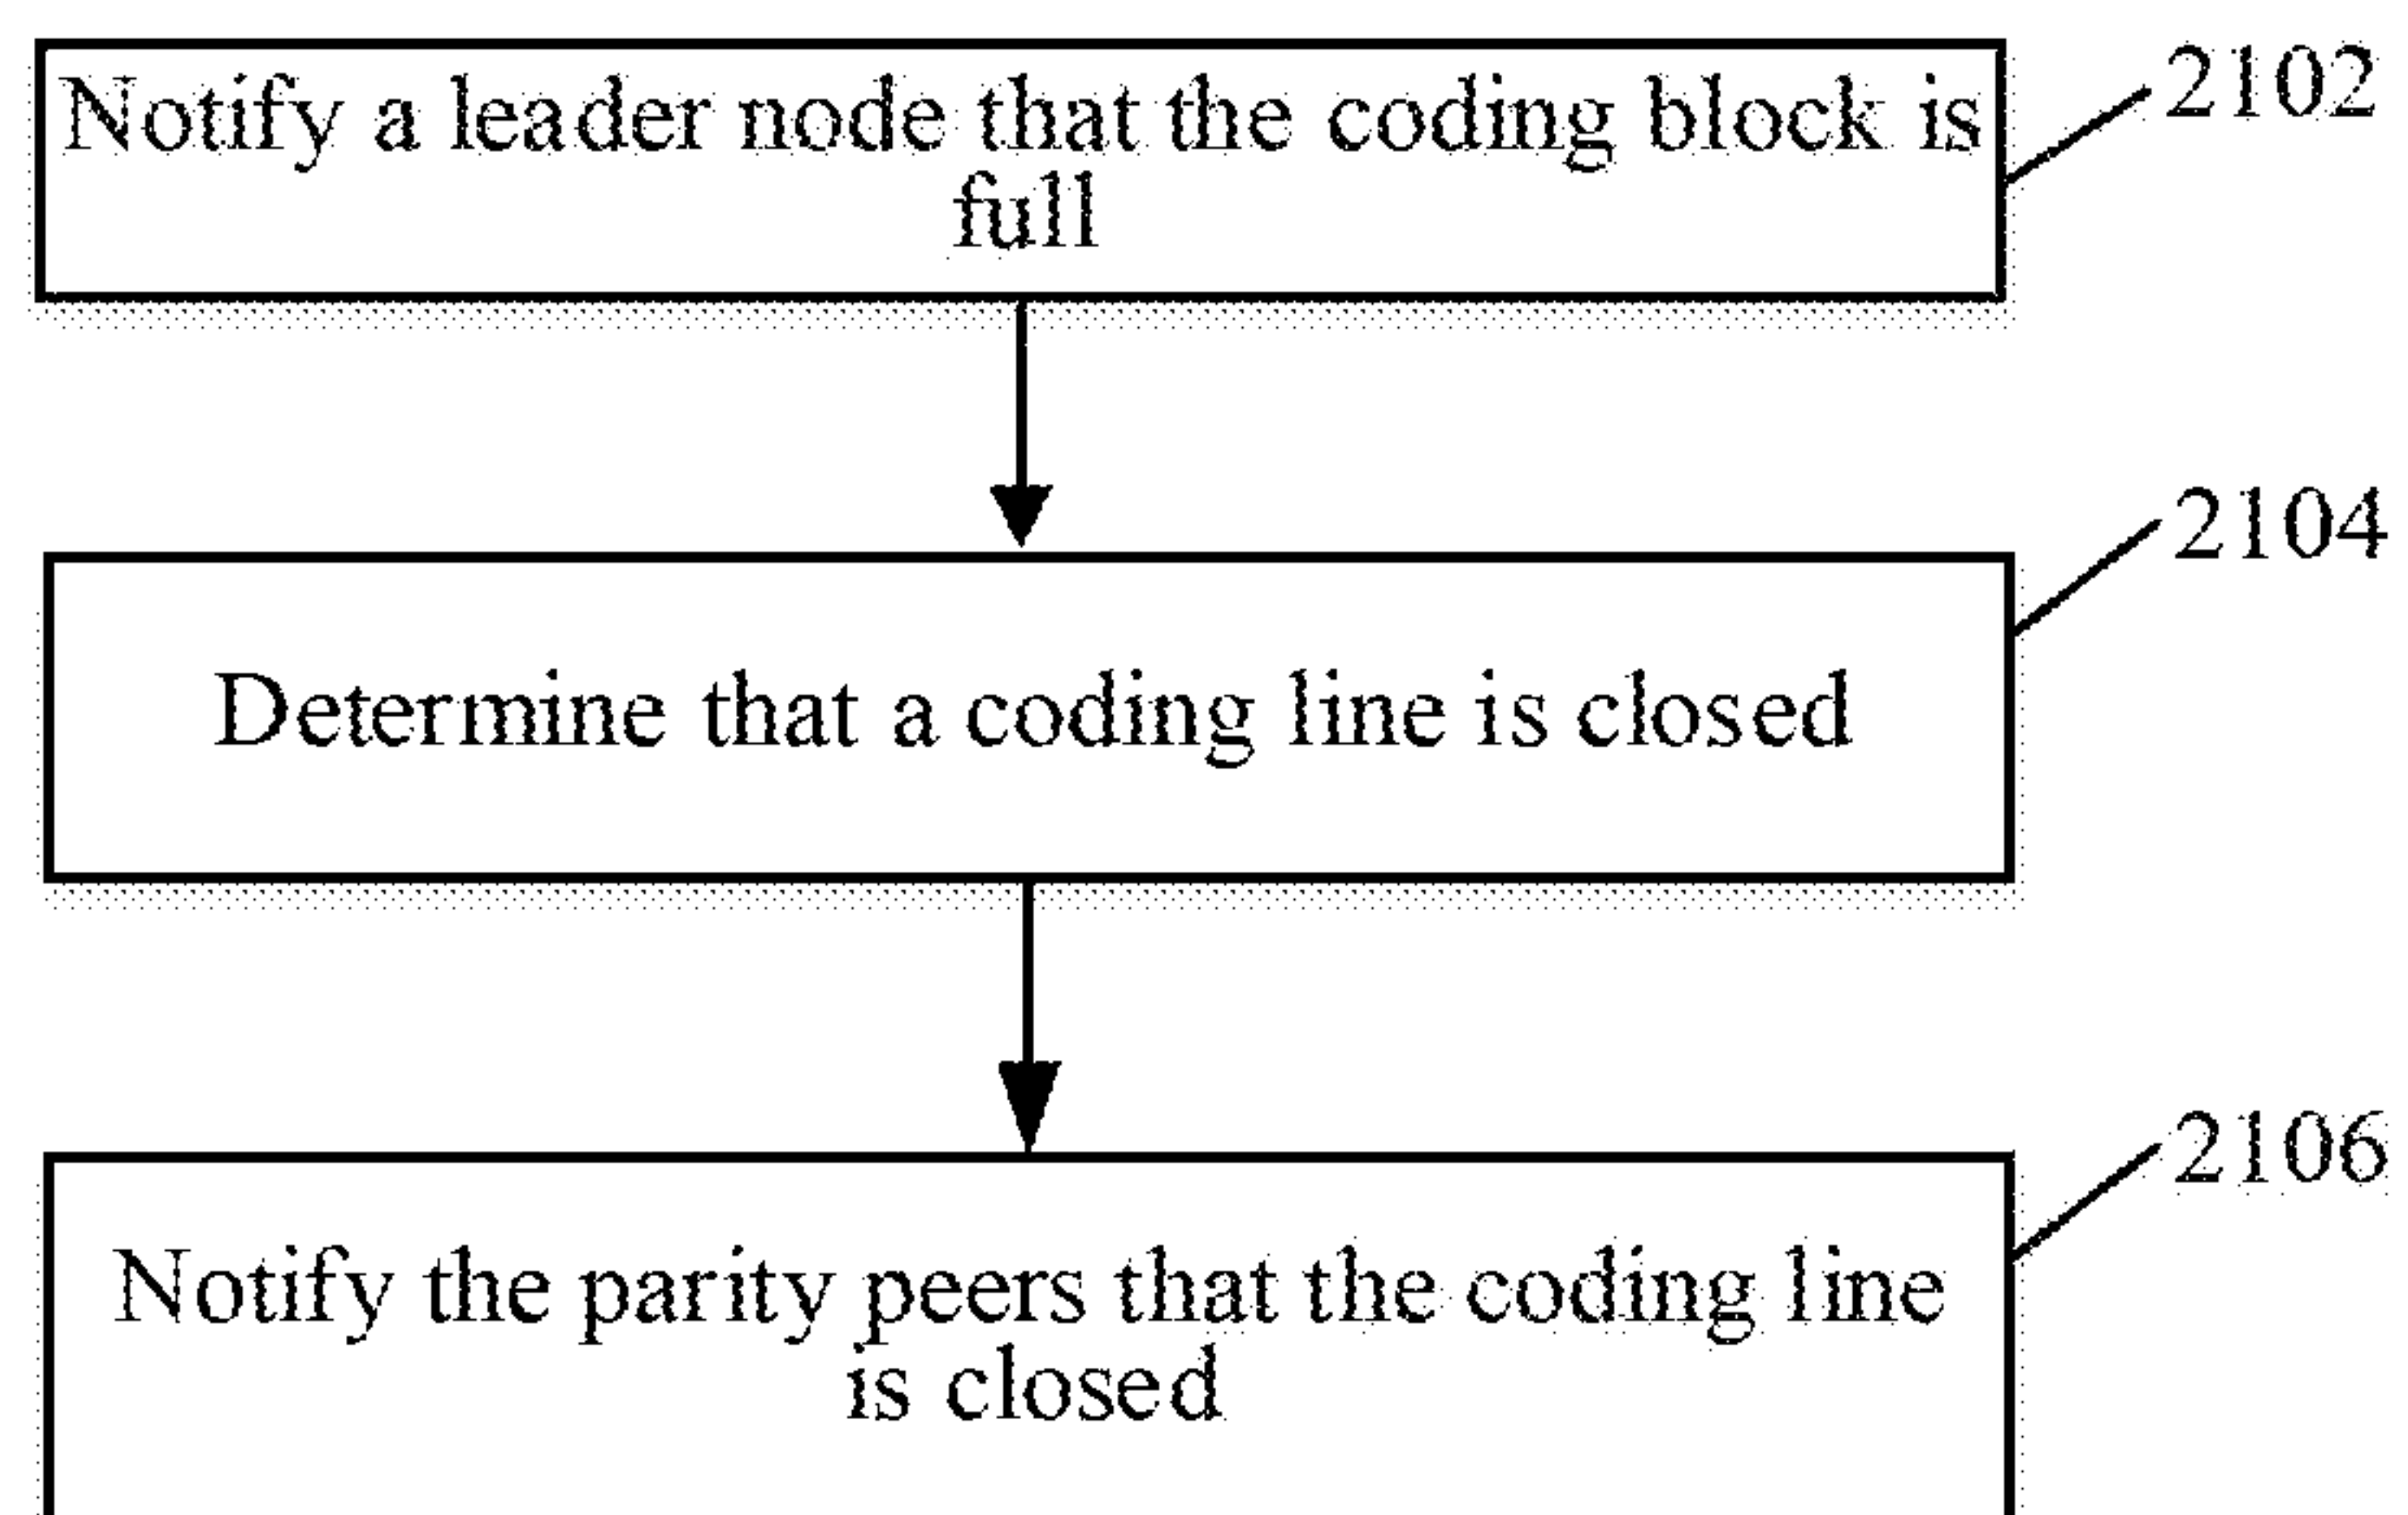 Notify a leader node that the coding block is
full
2102
Determine that a coding line is closed
2104
Notify the parity peers that the coding line
is closed
2106